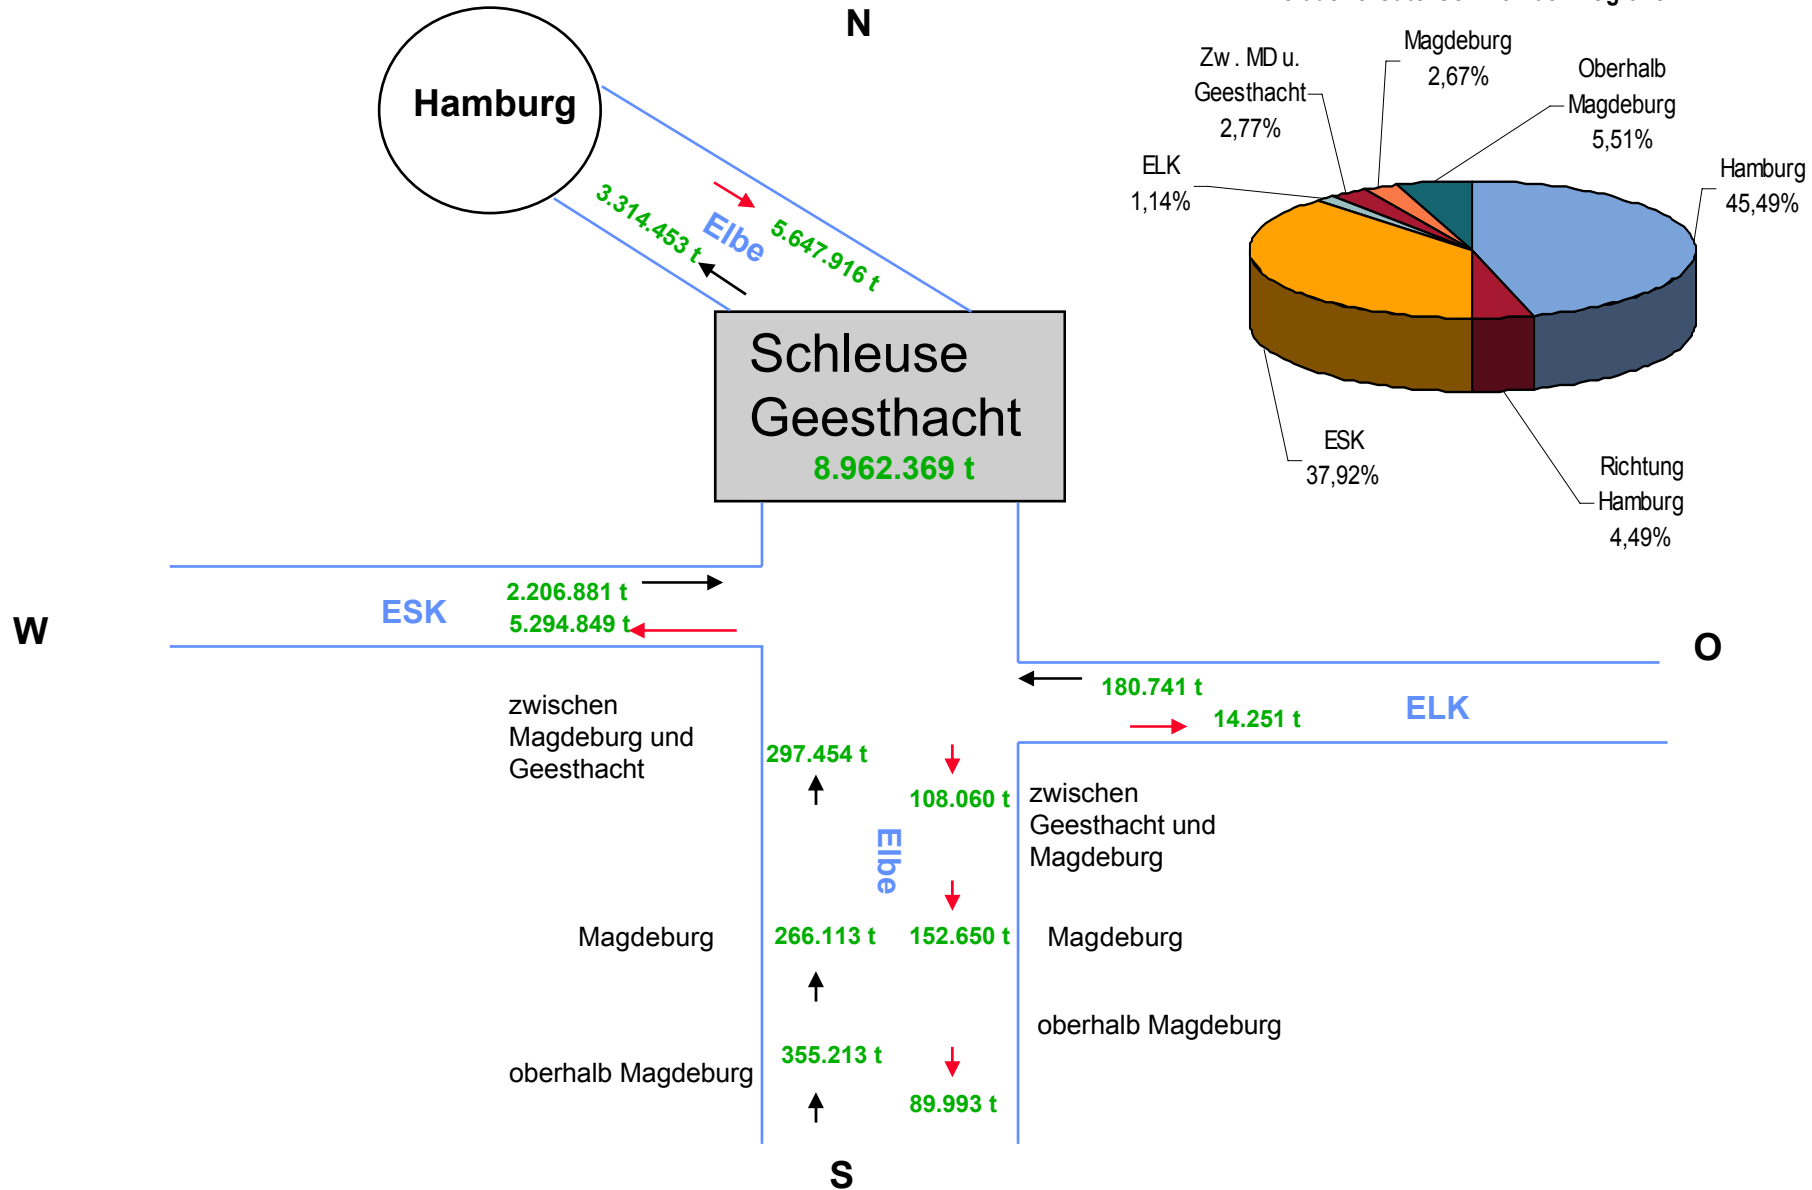 N
Hamburg
3.314.453 t
Elbe
5.647.916 t
Schleuse
Geesthacht
8.962.369 t
Zw. MD u.
Geesthacht
2,77%
Magdeburg
2,67%
Oberhalb
Magdeburg
5,51%
ELK
1,14%
Hamburg
45,49%
ESK
37,92%
Richtung
Hamburg
4,49%
W
ESK
2.206.881 t
5.294.849 t
O
180.741 t
14.251 t
ELK
zwischen
Magdeburg und
Geesthacht
297.454 t
108.060 t
zwischen
Geesthacht und
Magdeburg
Elbe
Magdeburg
266.113 t
152.650 t
Magdeburg
oberhalb Magdeburg
355.213 t
oberhalb Magdeburg
89.993 t
S